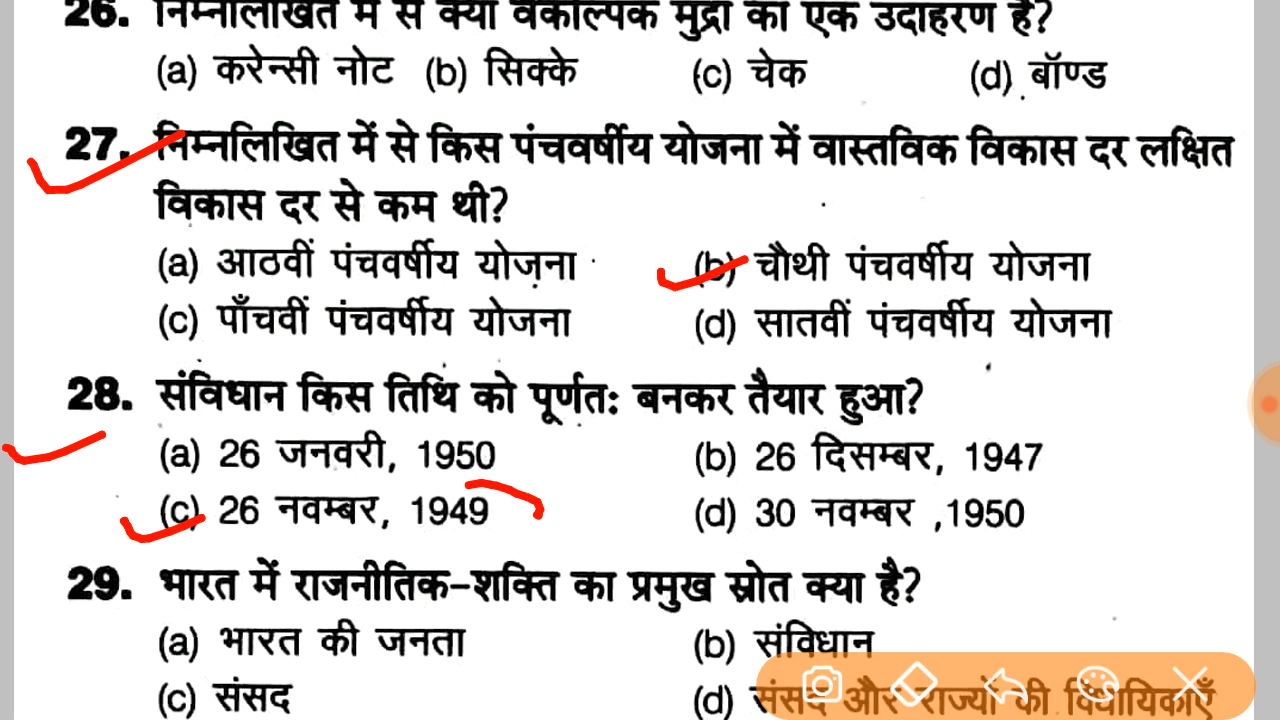 26. निम्नलिखित में से क्या वैकल्पिक मुद्रा का एक उदाहरण है?
(a) करेन्सी नोट (b) सिक्के (c) चेक (d) बॉण्ड
27. निम्नलिखित में से किस पंचवर्षीय योजना में वास्तविक विकास दर लक्षित
विकास दर से कम थी?
(a) आठवीं पंचवर्षीय योजना (b) चौथी पंचवर्षीय योजना
(c) पाँचवीं पंचवर्षीय योजना (d) सातवीं पंचवर्षीय योजना
28. संविधान किस तिथि को पूर्णत: बनकर तैयार हुआ?
(a) 26 जनवरी, 1950 (b) 26 दिसम्बर, 1947
(c) 26 नवम्बर, 1949 (d) 30 नवम्बर ,1950
29. भारत में राजनीतिक-शक्ति का प्रमुख स्रोत क्या है?
(a) भारत की जनता (b) संविधान
(c) संसद (d) संसद और राज्यों की विधायिकाएँ